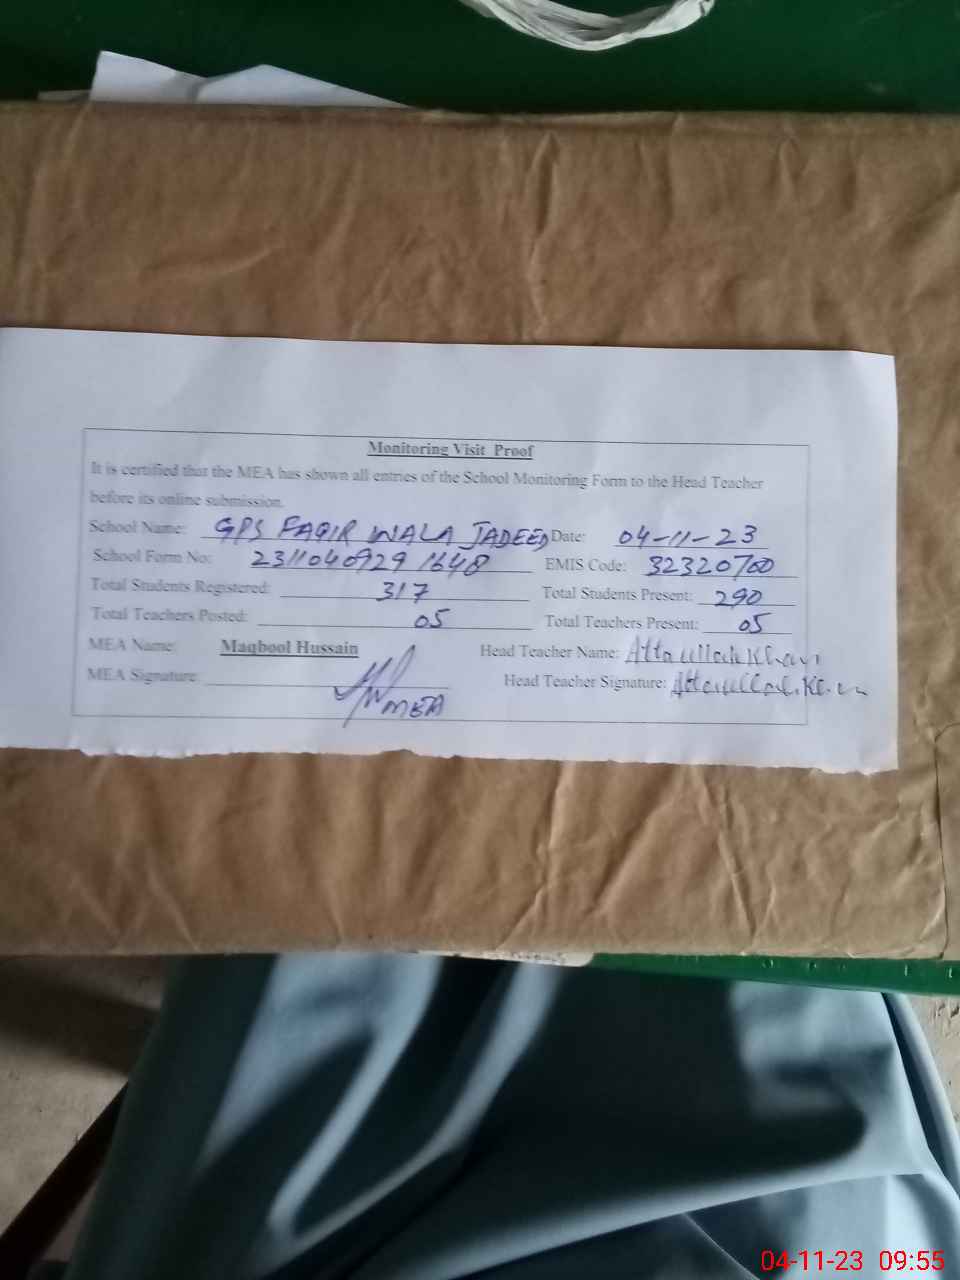 Monitoring Visit Proof
It is certified that the MEA has shown all entries of the School Monitoring Form to the Head Teacher
before its online submission.
School Name: GPS FAQIR WALA JADEED Date: 04-11-23
School Form No: 23110409291648 EMIS Code: 32320700
Total Students Registered: 317 Total Students Present: 290
Total Teachers Posted: 05 Total Teachers Present: 05
MEA Name: Maqbool Hussain Head Teacher Name: Attaullah Khan
MEA Signature: MEA Head Teacher Signature: Attaullah Khan
04-11-23 09:55